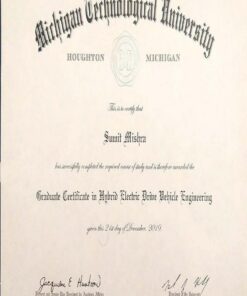 Michigan Technological University
HOUGHTON MICHIGAN
This is to certify that
Sumit Mishra
has successfully completed the required course of study and is therefore awarded the
Graduate Certificate in Hybrid Electric Drive Vehicle Engineering
given this 21st day of December, 2019